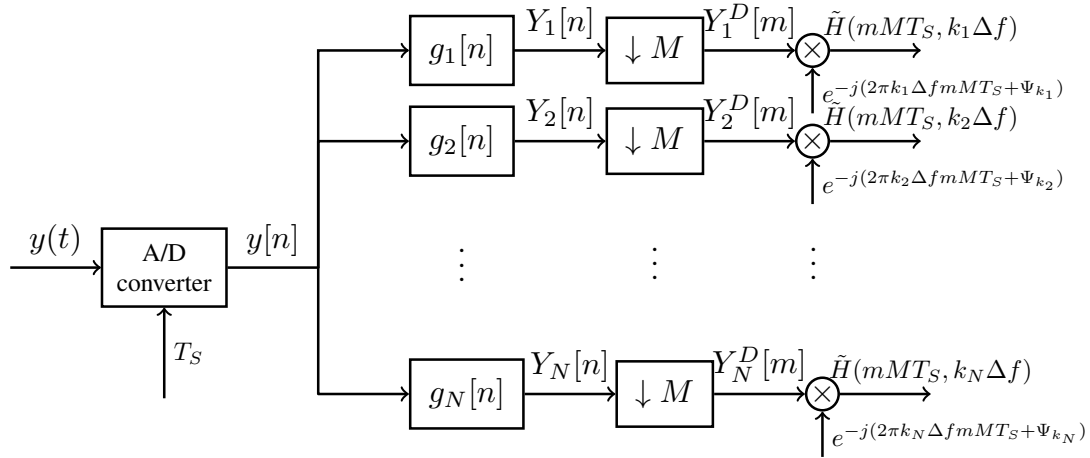 g_1[n] Y_1[n] ↓ M Y_1^D[m] × H̃(mMT_S, k_1Δf)
e^{-j(2πk_1ΔfmMT_S+Ψ_{k_1})}
g_2[n] Y_2[n] ↓ M Y_2^D[m] × H̃(mMT_S, k_2Δf)
e^{-j(2πk_2ΔfmMT_S+Ψ_{k_2})}
y(t) A/D converter y[n]
⋮ ⋮ ⋮
T_S
g_N[n] Y_N[n] ↓ M Y_N^D[m] × H̃(mMT_S, k_NΔf)
e^{-j(2πk_NΔfmMT_S+Ψ_{k_N})}